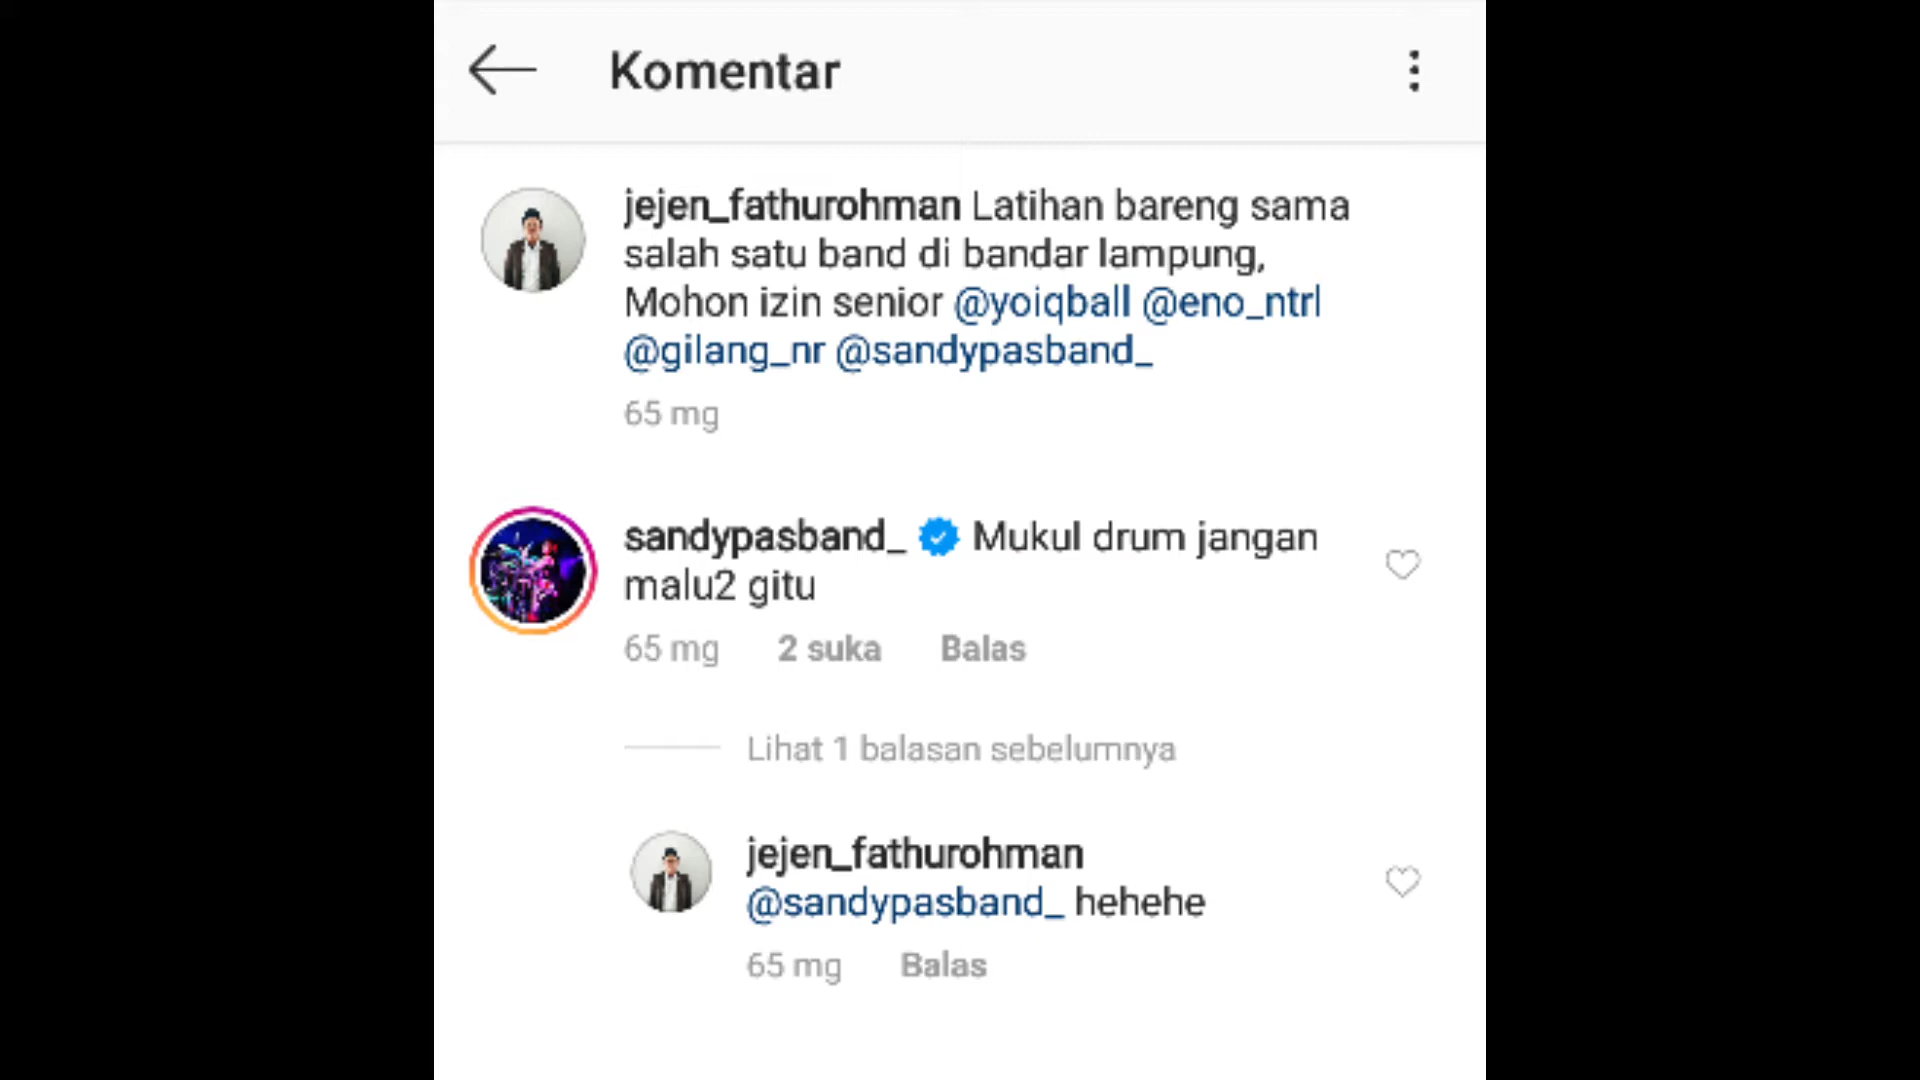 Komentar
jejen_fathurohman Latihan bareng sama
salah satu band di bandar lampung,
Mohon izin senior @yoiqball @eno_ntrl
@gilang_nr @sandypasband_
65 mg
sandypasband_ Mukul drum jangan
malu2 gitu
65 mg 2 suka Balas
Lihat 1 balasan sebelumnya
jejen_fathurohman
@sandypasband_ hehehe
65 mg Balas